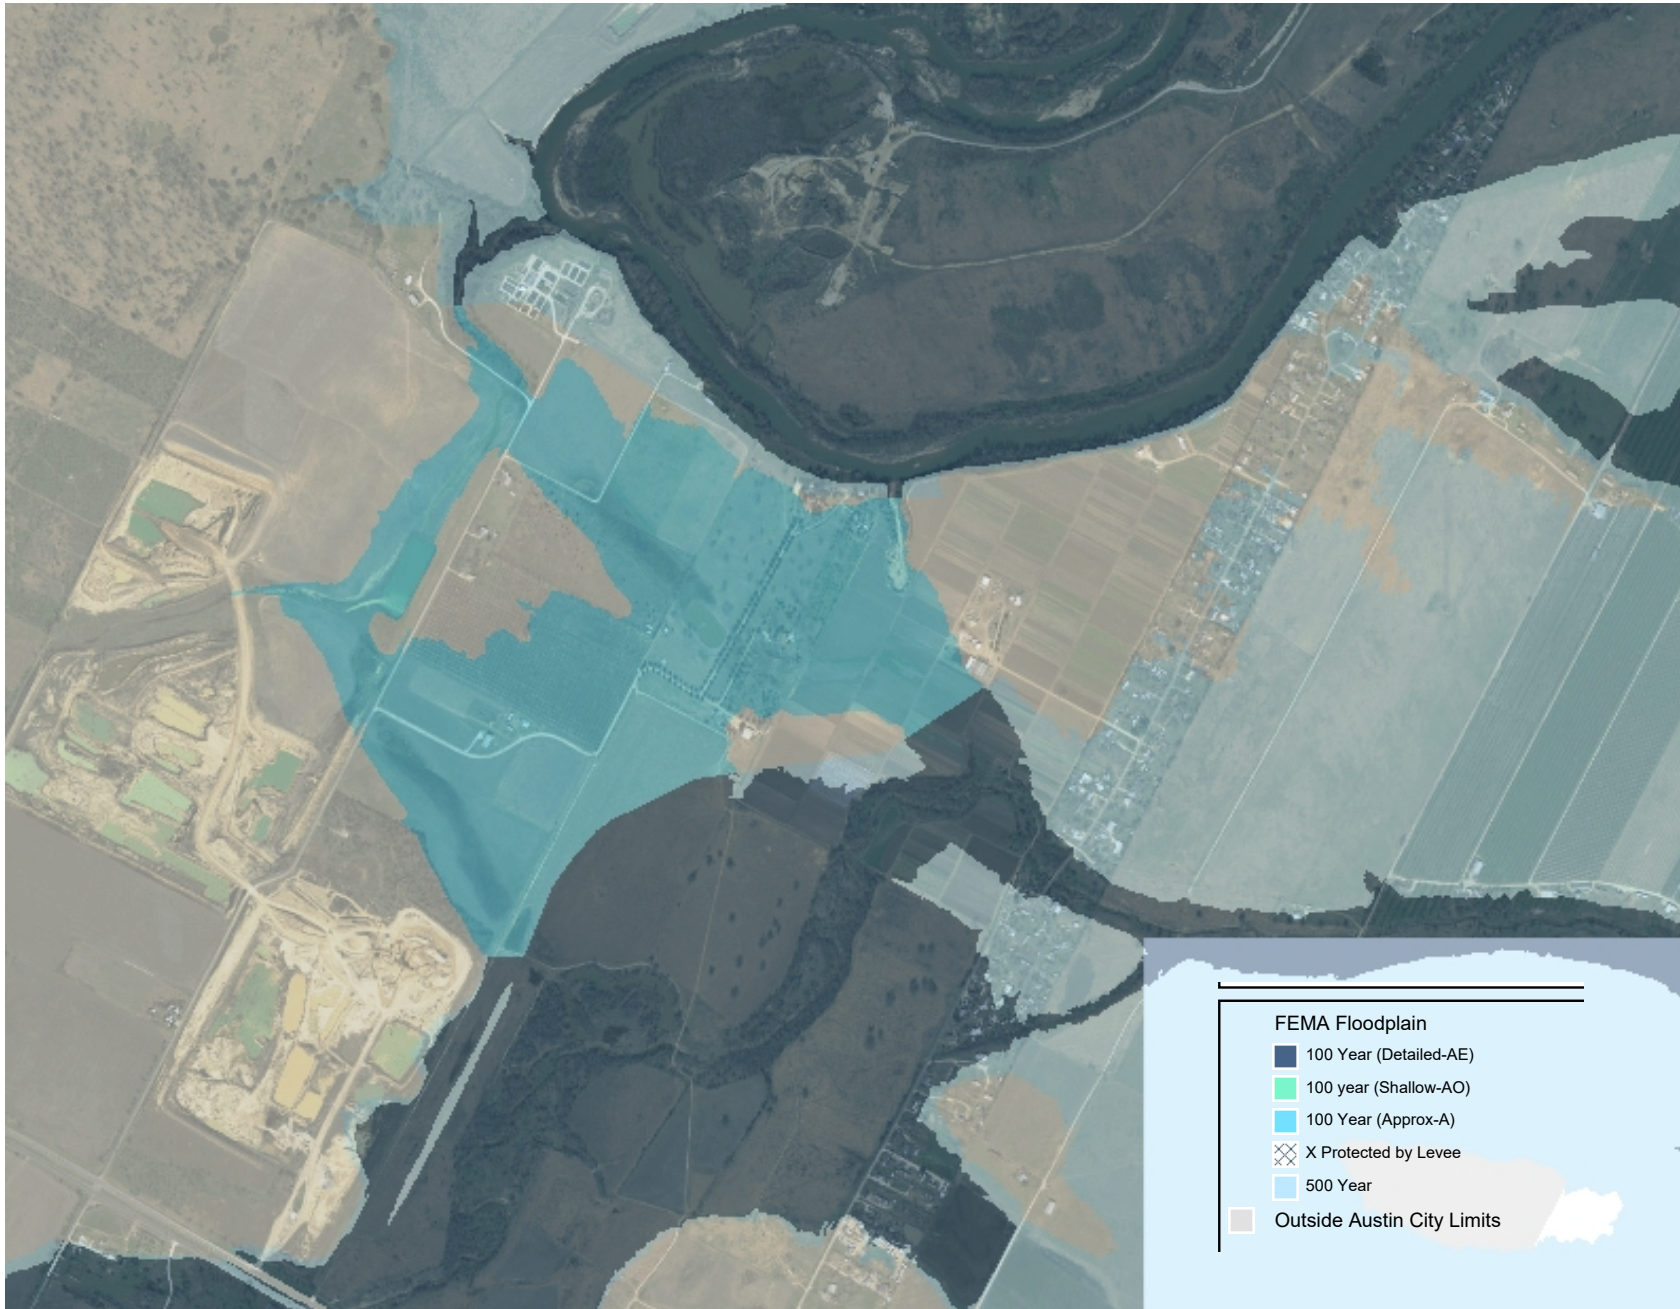 FEMA Floodplain
100 Year (Detailed-AE)
100 year (Shallow-AO)
100 Year (Approx-A)
X Protected by Levee
500 Year
Outside Austin City Limits